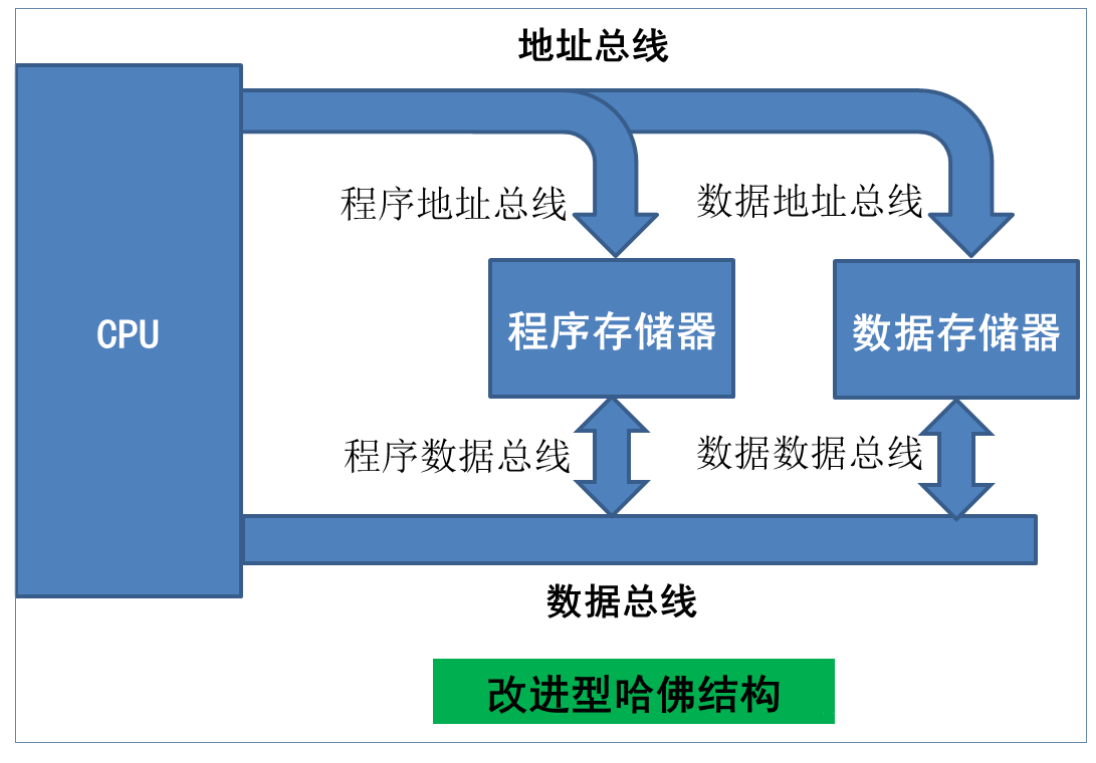 地址总线
程序地址总线
数据地址总线
CPU
程序存储器
数据存储器
程序数据总线
数据数据总线
数据总线
改进型哈佛结构